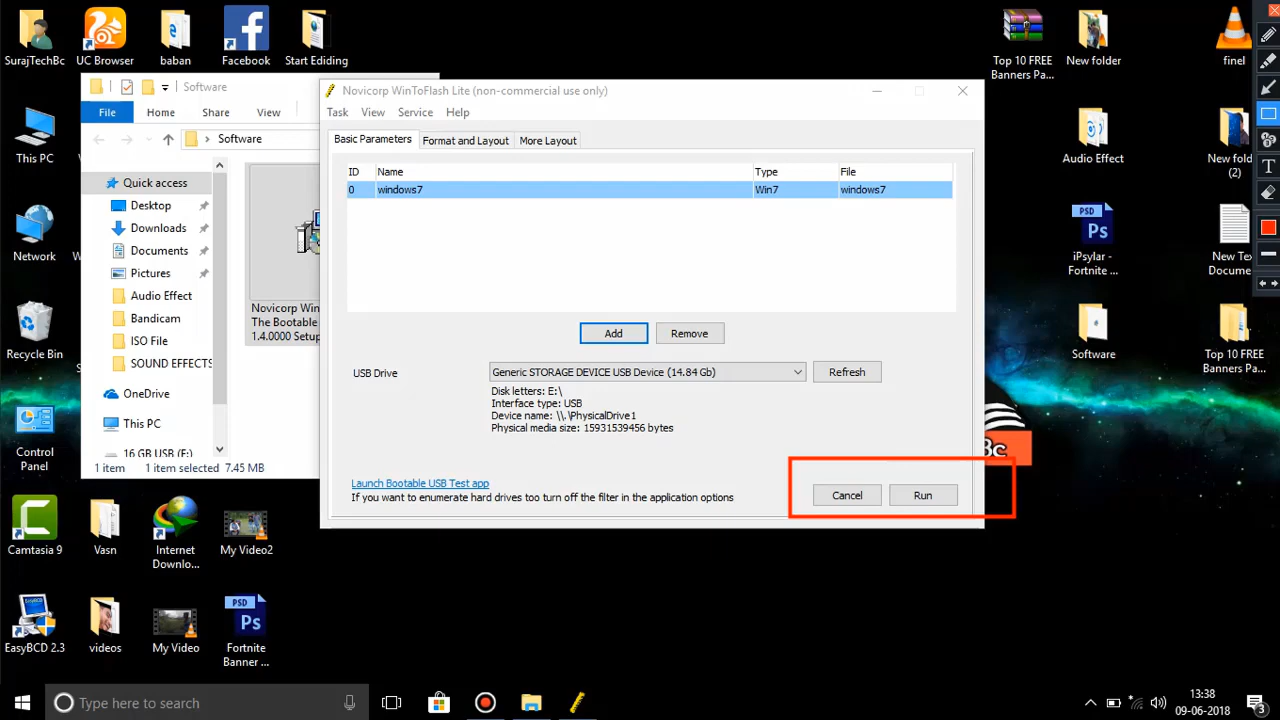 SurajTechBc
UC Browser
baban
Facebook
Start Editing
Top 10 FREE
Banners Pa...
New folder
finel
Software
File
Home
Share
View
Software
Quick access
Desktop
Downloads
Documents
Pictures
Audio Effect
Bandicam
ISO File
SOUND EFFECTS
OneDrive
This PC
16 GB USB (F:)
1 item
1 item selected
7.45 MB
Novicorp Win
The Bootable
1.4.0000 Setup
Novicorp WinToFlash Lite (non-commercial use only)
Task
View
Service
Help
Basic Parameters
Format and Layout
More Layout
ID
Name
Type
File
0
windows7
Win7
windows7
Add
Remove
USB Drive
Generic STORAGE DEVICE USB Device (14.84 Gb)
Refresh
Disk letters: E:\
Interface type: USB
Device name: \\.\PhysicalDrive1
Physical media size: 15931539456 bytes
Launch Bootable USB Test app
If you want to enumerate hard drives too turn off the filter in the application options
Cancel
Run
This PC
Network
Recycle Bin
Control
Panel
Camtasia 9
Vasn
Internet
Downlo...
My Video2
EasyBCD 2.3
videos
My Video
PSD
Ps
Fortnite
Banner ...
Audio Effect
New fold
(2)
PSD
Ps
iPsylar -
Fortnite ...
New Tex
Docume
Software
Top 10 FREE
Banners Pa...
Bc
T
Type here to search
13:38
09-06-2018
3